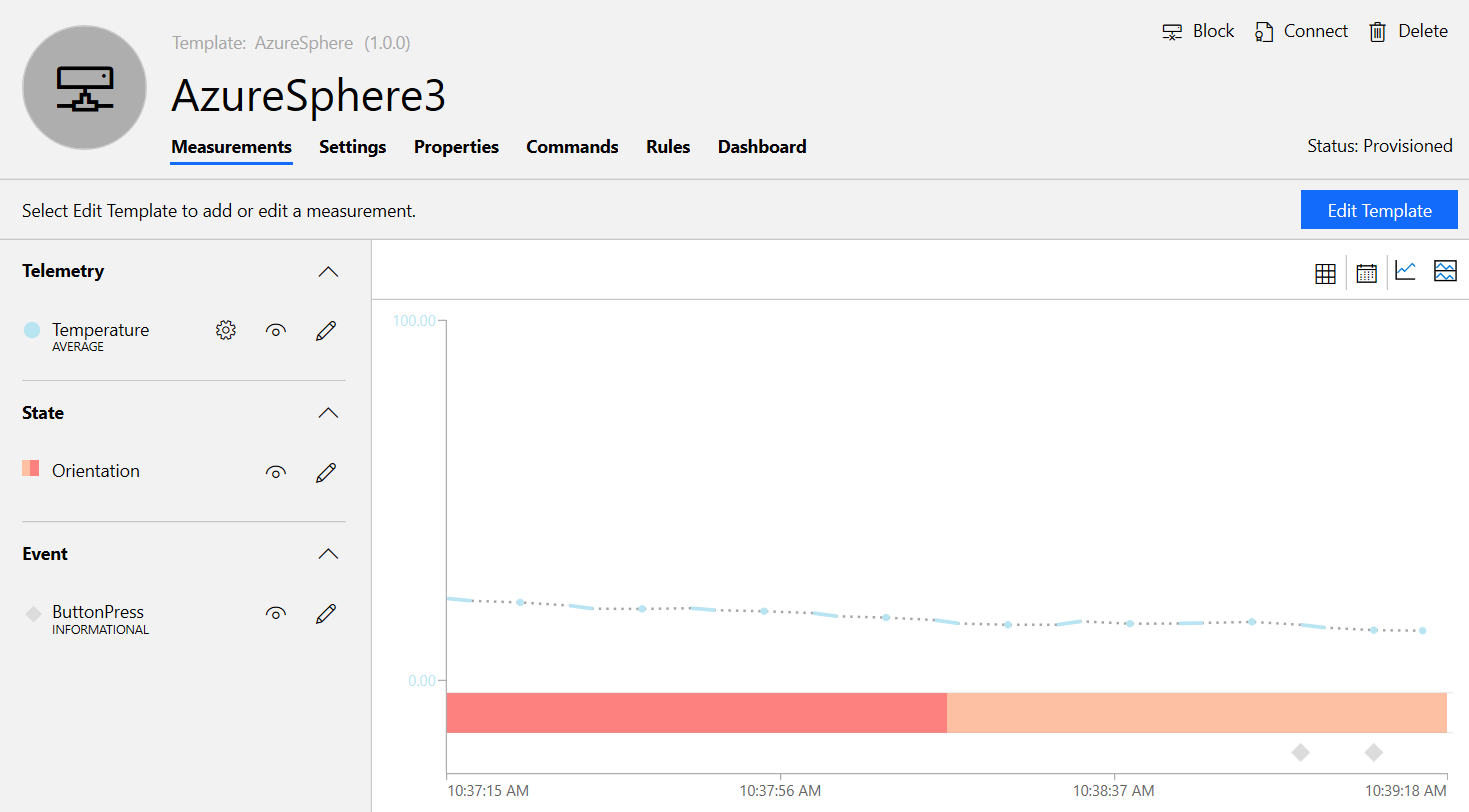 Template: AzureSphere (1.0.0)
Block Connect Delete
AzureSphere3
Measurements Settings Properties Commands Rules Dashboard
Status: Provisioned
Select Edit Template to add or edit a measurement.
Edit Template
Telemetry
Temperature
AVERAGE
State
Orientation
Event
ButtonPress
INFORMATIONAL
100.00
0.00
10:37:15 AM 10:37:56 AM 10:38:37 AM 10:39:18 AM